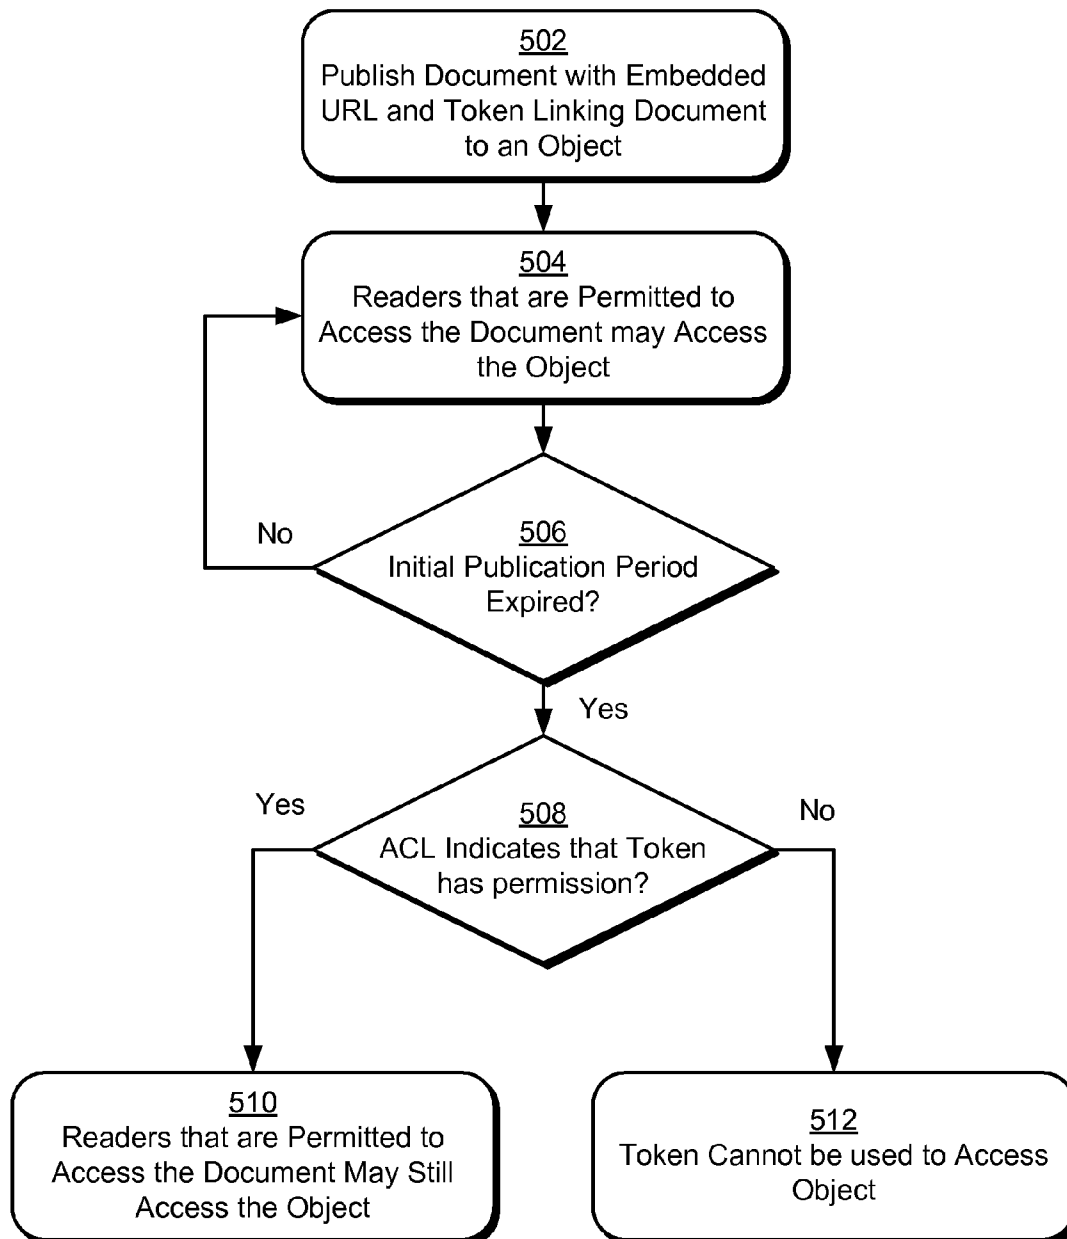 502
Publish Document with Embedded
URL and Token Linking Document
to an Object
504
Readers that are Permitted to
Access the Document may Access
the Object
No
506
Initial Publication Period
Expired?
Yes
Yes
508
ACL Indicates that Token
has permission?
No
510
Readers that are Permitted to
Access the Document May Still
Access the Object
512
Token Cannot be used to Access
Object